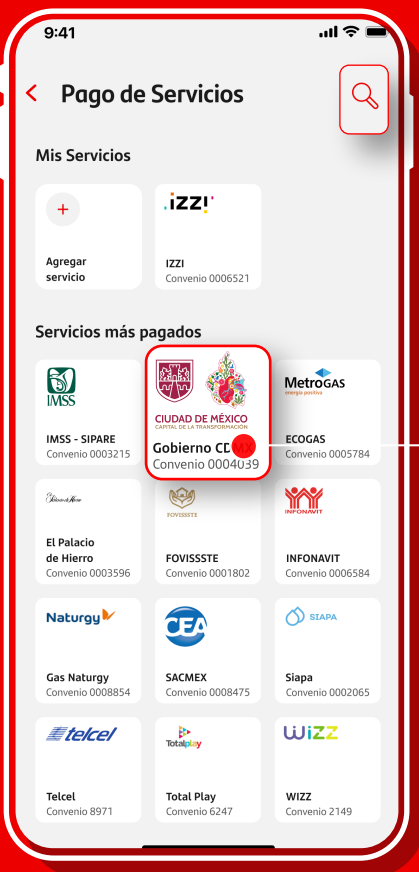 9:41
Pago de Servicios
Mis Servicios
+
Agregar
servicio
izzi
IZZI
Convenio 0006521
Servicios más pagados
IMSS
IMSS - SIPARE
Convenio 0003215
CIUDAD DE MÉXICO
CAPITAL DE LA TRANSFORMACIÓN
Gobierno CDMX
Convenio 0004039
MetroGAS
energía positiva
ECOGAS
Convenio 0005784
El Palacio de Hierro
El Palacio
de Hierro
Convenio 0003596
FOVISSSTE
FOVISSSTE
Convenio 0001802
INFONAVIT
INFONAVIT
Convenio 0006584
Naturgy
Gas Naturgy
Convenio 0008854
CEA
SACMEX
Convenio 0008475
SIAPA
Siapa
Convenio 0002065
telcel
Telcel
Convenio 8971
Totalplay
Total Play
Convenio 6247
Wizz
WIZZ
Convenio 2149